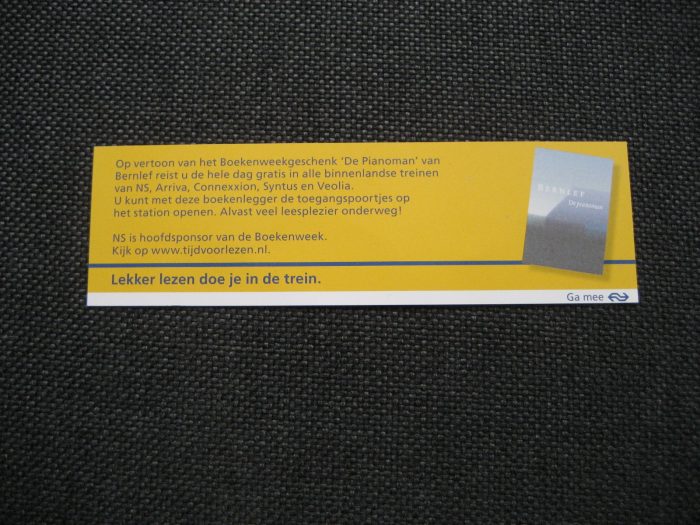 Op vertoon van het Boekenweekgeschenk 'De Pianoman' van
Bernlef reist u de hele dag gratis in alle binnenlandse treinen
van NS, Arriva, Connexxion, Syntus en Veolia.
U kunt met deze boekenlegger de toegangspoortjes op
het station openen. Alvast veel leesplezier onderweg!
NS is hoofdsponsor van de Boekenweek.
Kijk op www.tijdvoorlezen.nl.
Lekker lezen doe je in de trein.
BERNLEF
De pianoman
Ga mee